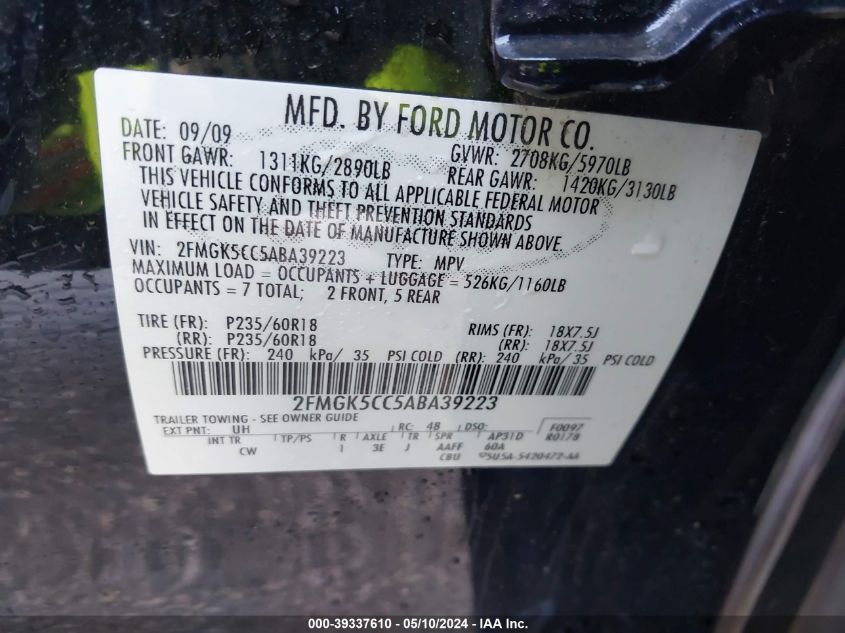 MFD. BY FORD MOTOR CO.
DATE: 09/09 GVWR: 2708KG/5970LB
FRONT GAWR: 1311KG/2890LB REAR GAWR: 1420KG/3130LB
THIS VEHICLE CONFORMS TO ALL APPLICABLE FEDERAL MOTOR
VEHICLE SAFETY AND THEFT PREVENTION STANDARDS
IN EFFECT ON THE DATE OF MANUFACTURE SHOWN ABOVE.
VIN: 2FMGK5CC5ABA39223 TYPE: MPV
MAXIMUM LOAD = OCCUPANTS + LUGGAGE = 526KG/1160LB
OCCUPANTS = 7 TOTAL; 2 FRONT, 5 REAR
TIRE (FR): P235/60R18 RIMS (FR): 18X7.5J
(RR): P235/60R18 (RR): 18X7.5J
PRESSURE (FR): 240 kPa/ 35 PSI COLD (RR): 240 kPa/ 35 PSI COLD
2FMGK5CC5ABA39223
TRAILER TOWING - SEE OWNER GUIDE
EXT PNT: UH RC: 48 DSO: F0097
INT TR TP/PS R AXLE TR SPR AP31D R0178
CW 1 3E J AAFF 60A
CBU 5U5A-5420472-AA
000-39337610 — 05/10/2024 — IAA Inc.